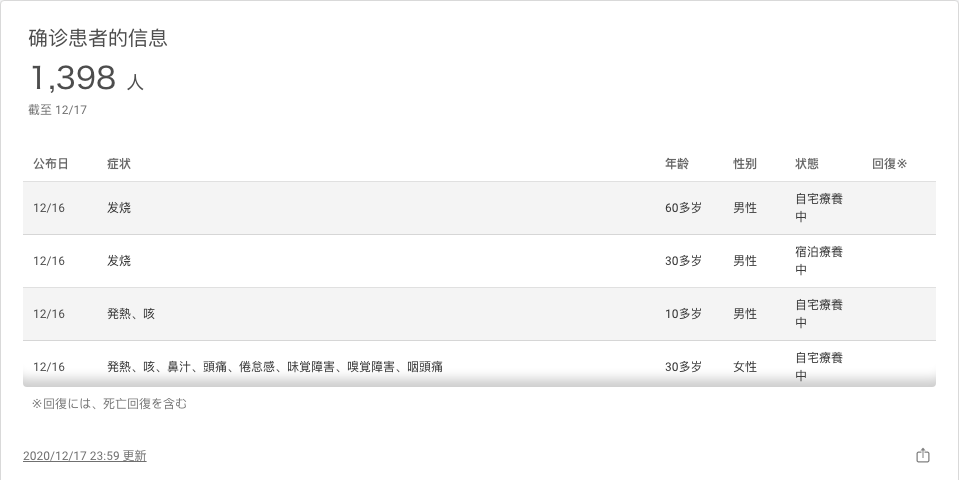 确诊患者的信息
1,398 人
截至 12/17
公布日 症状 年龄 性别 状態 回復※
12/16 发烧 60多岁 男性 自宅療養中
12/16 发烧 30多岁 男性 宿泊療養中
12/16 発熱、咳 10多岁 男性 自宅療養中
12/16 発熱、咳、鼻汁、頭痛、倦怠感、味覚障害、嗅覚障害、咽頭痛 30多岁 女性 自宅療養中
※回復には、死亡回復を含む
2020/12/17 23:59 更新